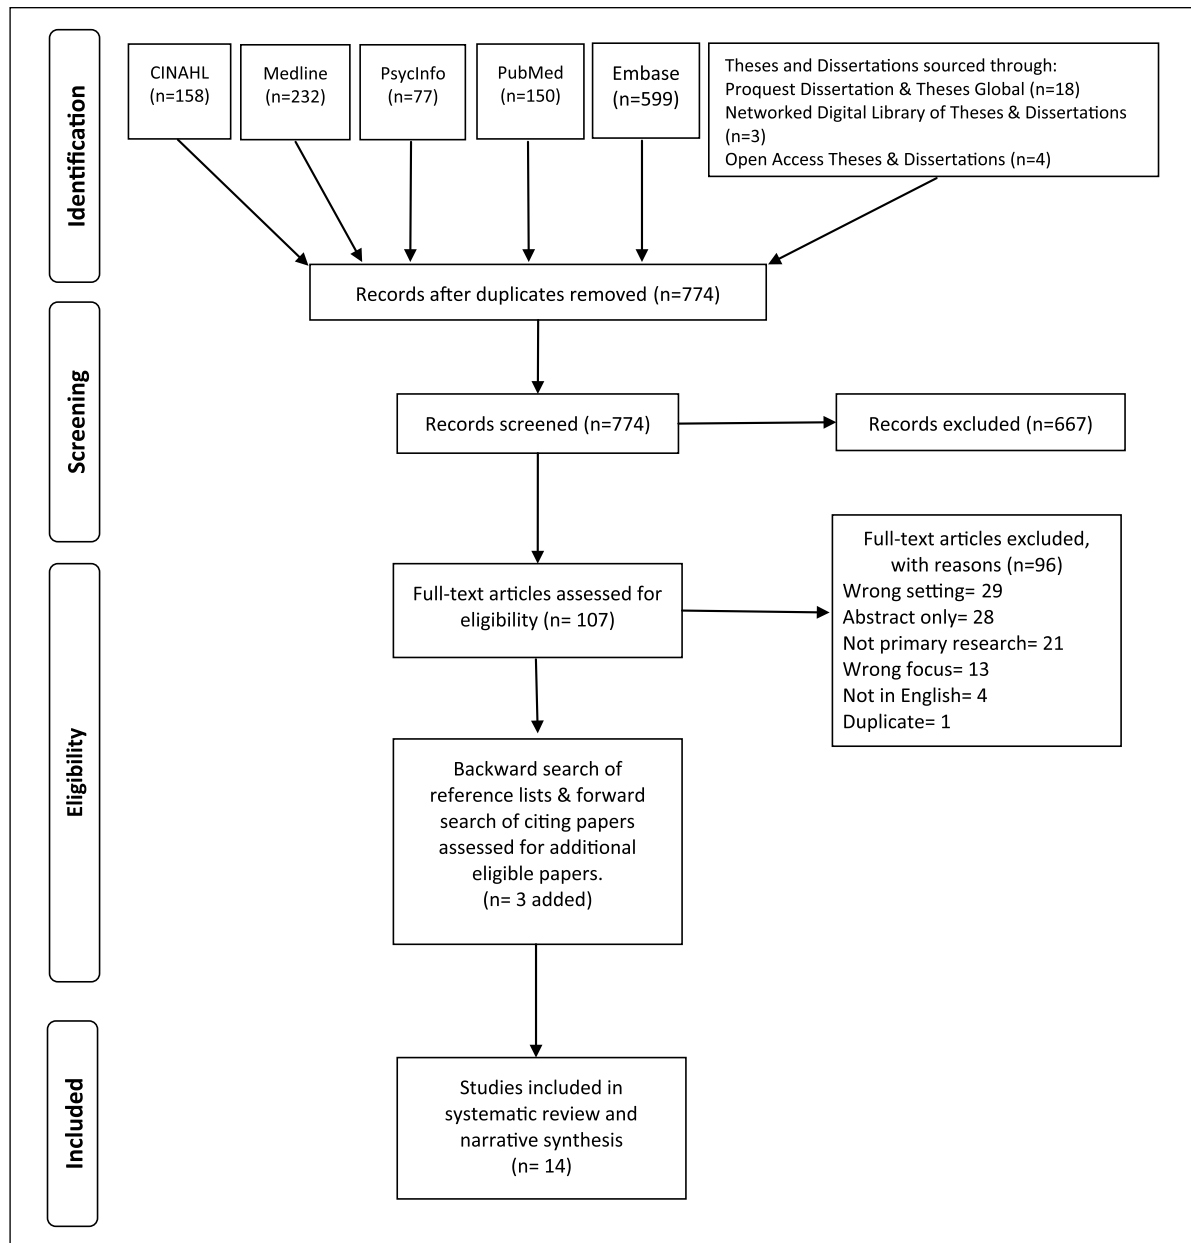 Identification
CINAHL
(n=158)
Medline
(n=232)
PsycInfo
(n=77)
PubMed
(n=150)
Embase
(n=599)
Theses and Dissertations sourced through:
Proquest Dissertation & Theses Global (n=18)
Networked Digital Library of Theses & Dissertations
(n=3)
Open Access Theses & Dissertations (n=4)
Records after duplicates removed (n=774)
Screening
Records screened (n=774)
Records excluded (n=667)
Eligibility
Full-text articles assessed for
eligibility (n= 107)
Full-text articles excluded,
with reasons (n=96)
Wrong setting= 29
Abstract only= 28
Not primary research= 21
Wrong focus= 13
Not in English= 4
Duplicate= 1
Backward search of
reference lists & forward
search of citing papers
assessed for additional
eligible papers.
(n= 3 added)
Included
Studies included in
systematic review and
narrative synthesis
(n= 14)